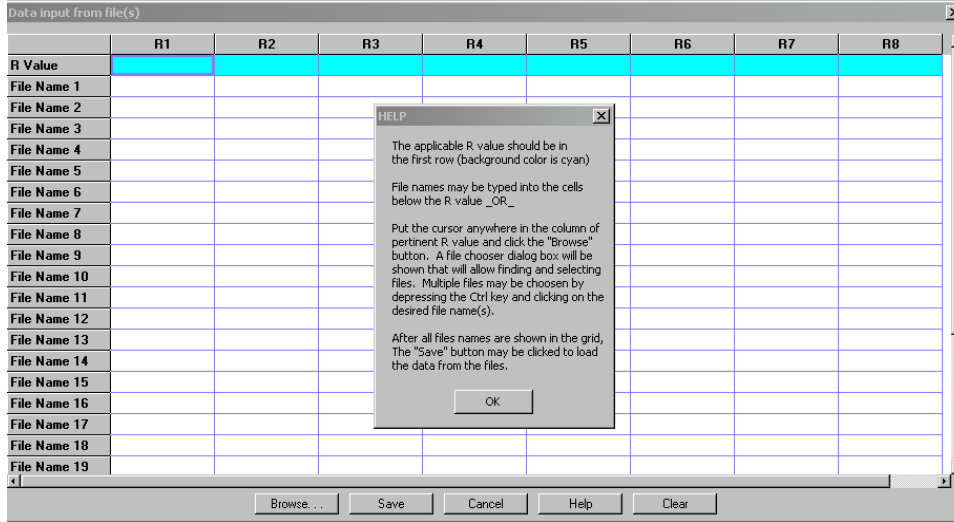 Data input from file(s)
R1 R2 R3 R4 R5 R6 R7 R8
R Value
File Name 1
File Name 2
File Name 3
File Name 4
File Name 5
File Name 6
File Name 7
File Name 8
File Name 9
File Name 10
File Name 11
File Name 12
File Name 13
File Name 14
File Name 15
File Name 16
File Name 17
File Name 18
File Name 19
HELP
The applicable R value should be in
the first row (background color is cyan)
File names may be typed into the cells
below the R value _OR_
Put the cursor anywhere in the column of
pertinent R value and click the "Browse"
button. A file chooser dialog box will be
shown that will allow finding and selecting
files. Multiple files may be choosen by
depressing the Ctrl key and clicking on the
desired file name(s).
After all files names are shown in the grid,
The "Save" button may be clicked to load
the data from the files.
OK
Browse... Save Cancel Help Clear